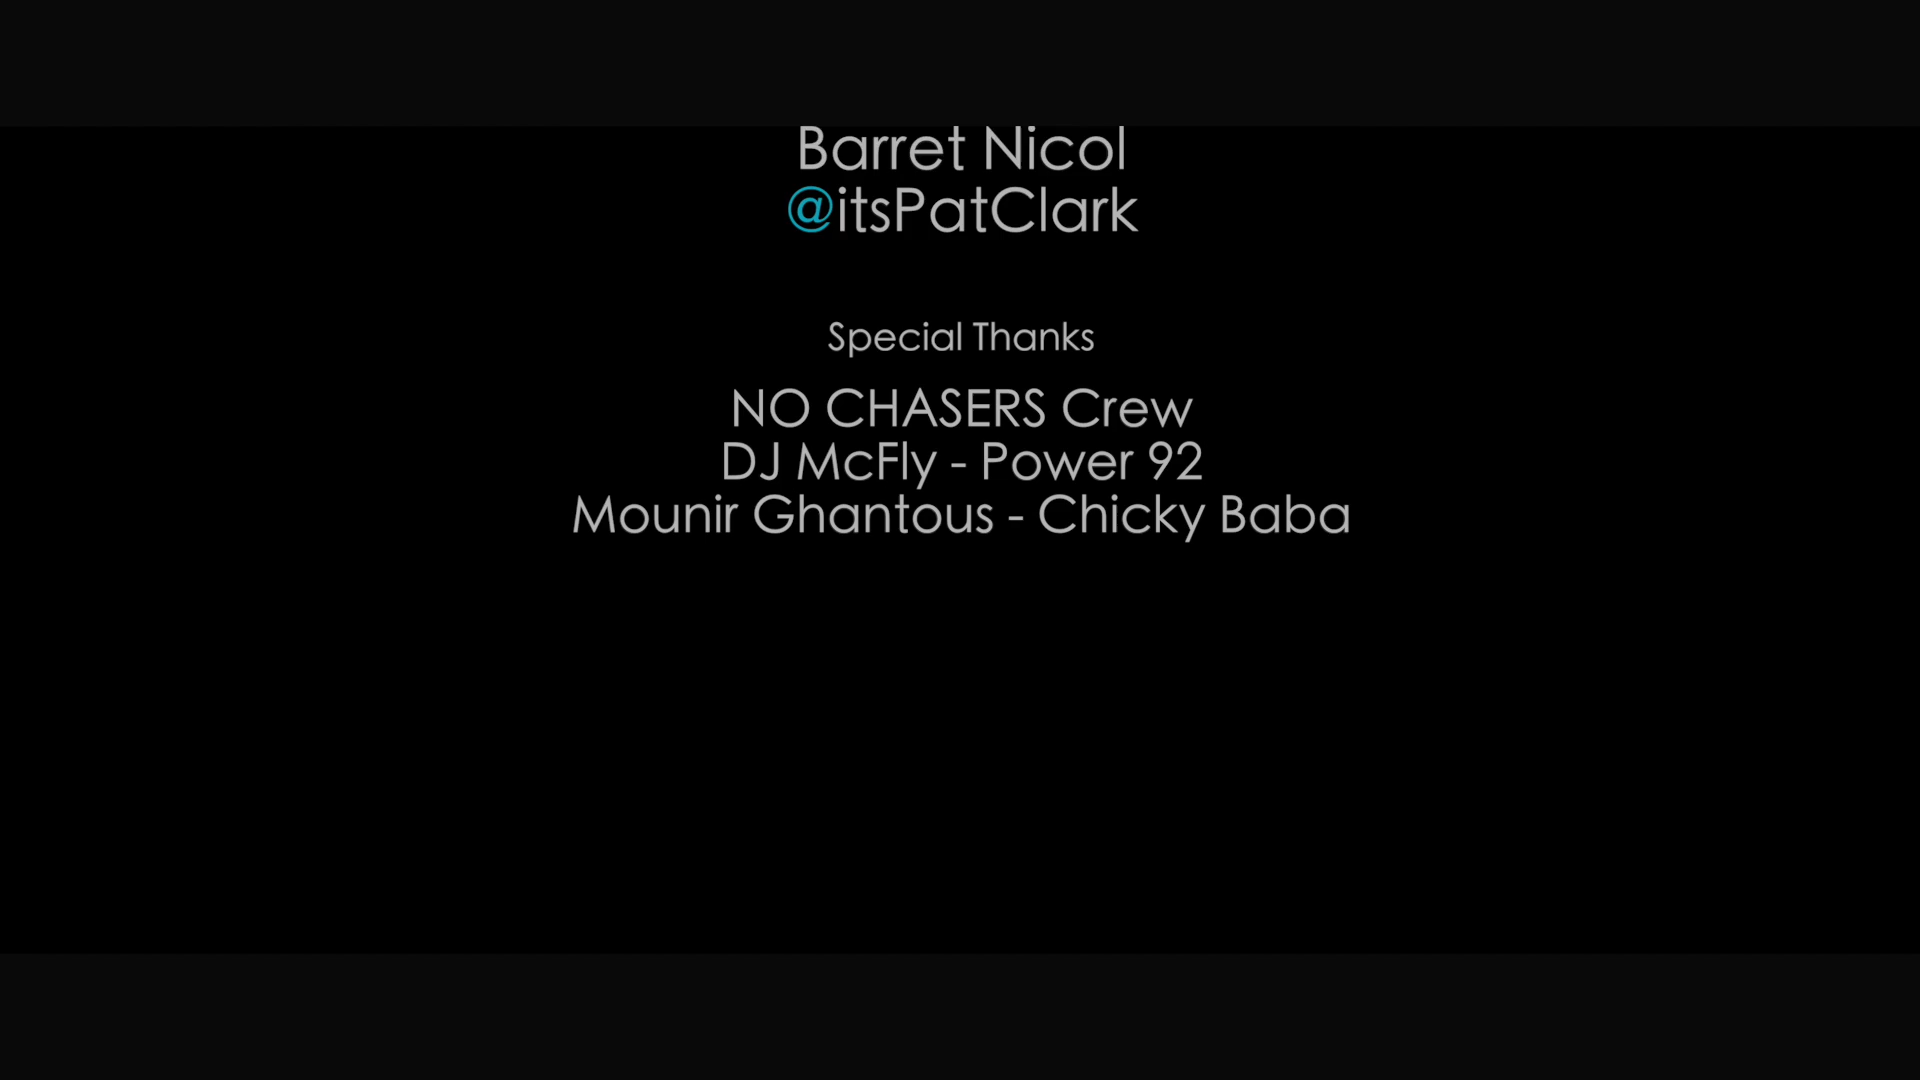 Barret Nicol
@itsPatClark
Special Thanks
NO CHASERS Crew
DJ McFly - Power 92
Mounir Ghantous - Chicky Baba